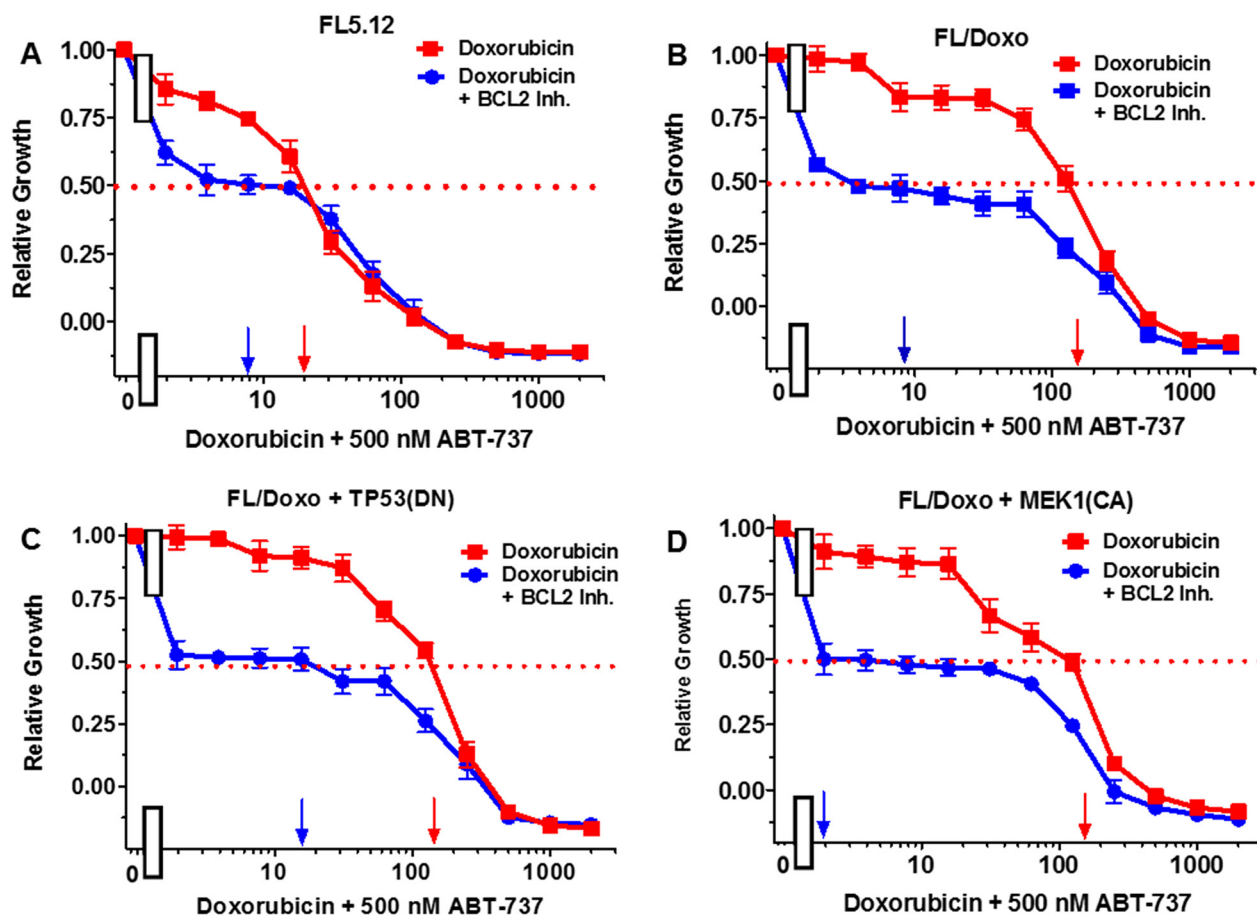 A
FL5.12
Doxorubicin
Doxorubicin
+ BCL2 Inh.
Relative Growth
1.00
0.75
0.50
0.25
0.00
0 10 100 1000
Doxorubicin + 500 nM ABT-737
B
FL/Doxo
Doxorubicin
Doxorubicin
+ BCL2 Inh.
Relative Growth
1.00
0.75
0.50
0.25
0.00
0 10 100 1000
Doxorubicin + 500 nM ABT-737
C
FL/Doxo + TP53(DN)
Doxorubicin
Doxorubicin
+ BCL2 Inh.
Relative Growth
1.00
0.75
0.50
0.25
0.00
0 10 100 1000
Doxorubicin + 500 nM ABT-737
D
FL/Doxo + MEK1(CA)
Doxorubicin
Doxorubicin
+ BCL2 Inh.
Relative Growth
1.00
0.75
0.50
0.25
0.00
0 10 100 1000
Doxorubicin + 500 nM ABT-737